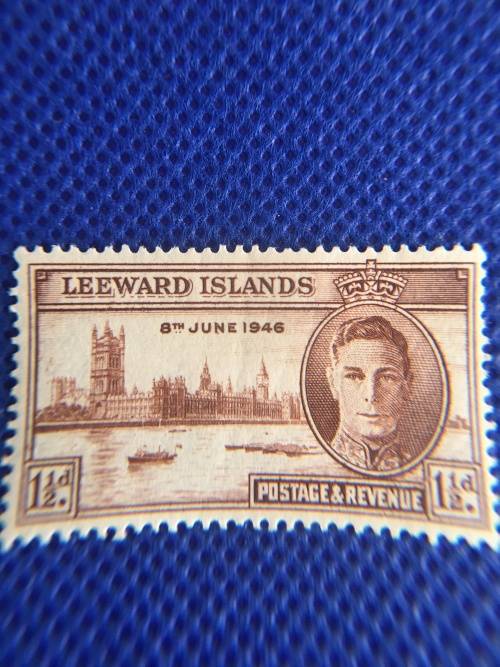 LEEWARD ISLANDS
8TH JUNE 1946
1½d.
POSTAGE & REVENUE
1½d.